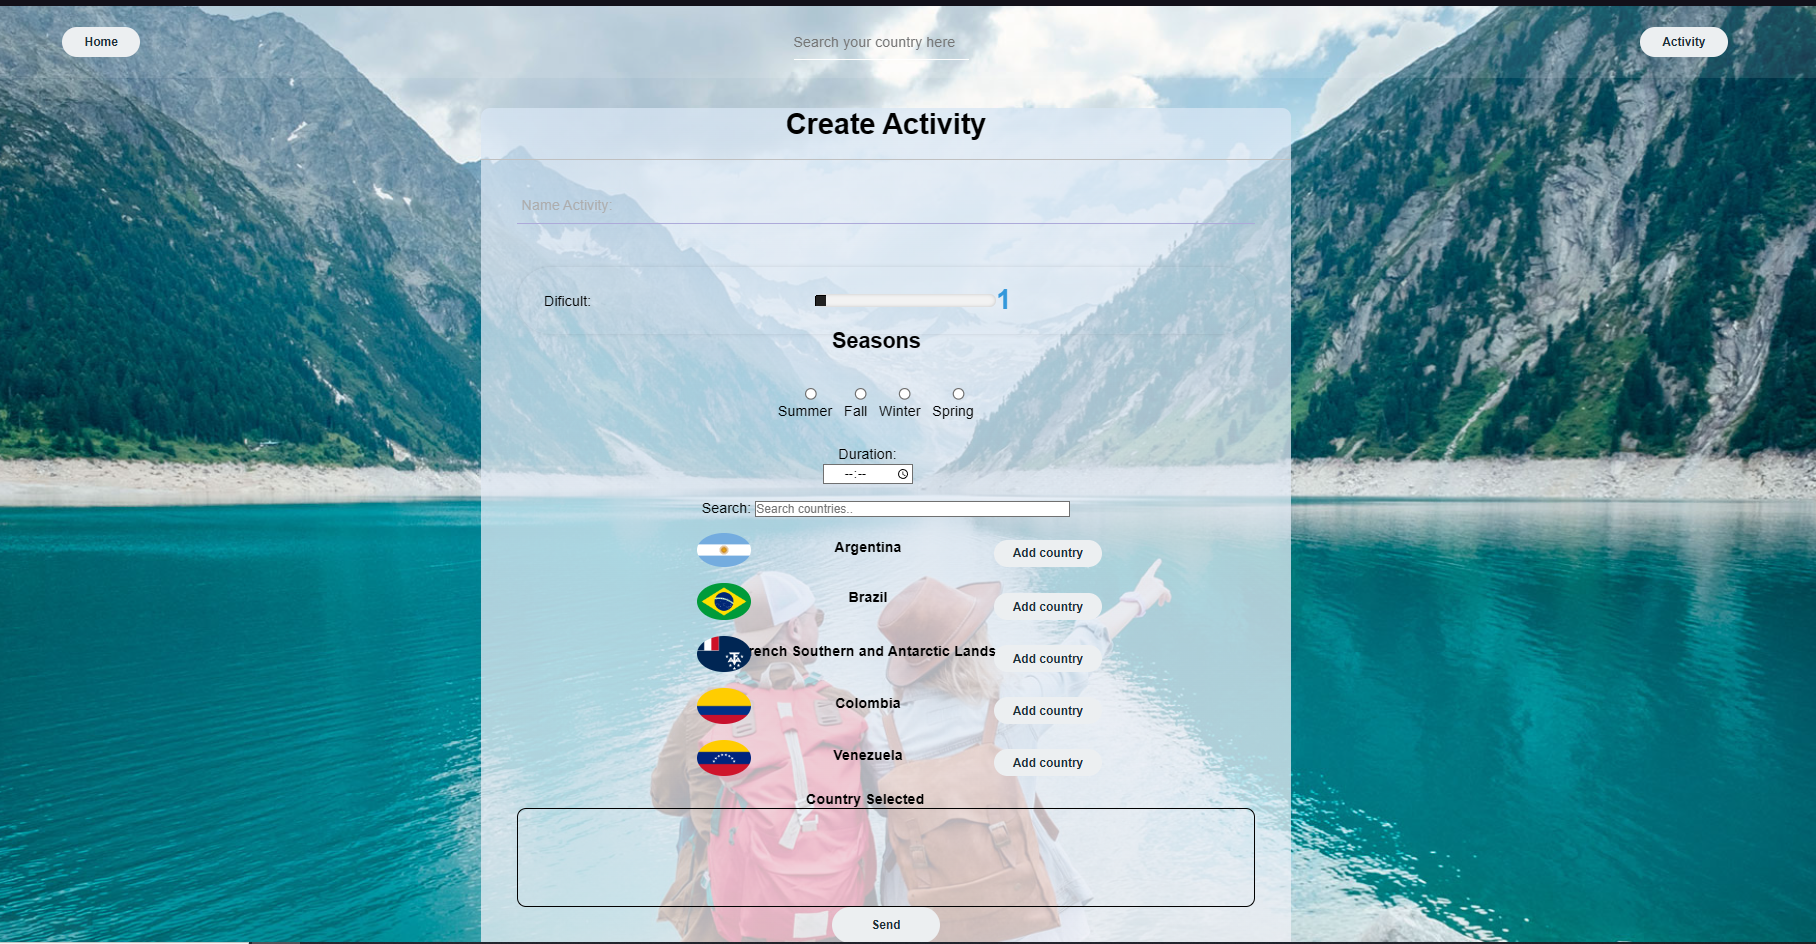 Home
Search your country here
Activity
Create Activity
Name Activity:
Dificult:
1
Seasons
Summer Fall Winter Spring
Duration:
--:--
Search: Search countries..
Argentina Add country
Brazil Add country
rench Southern and Antarctic Lands Add country
Colombia Add country
Venezuela Add country
Country Selected
Send